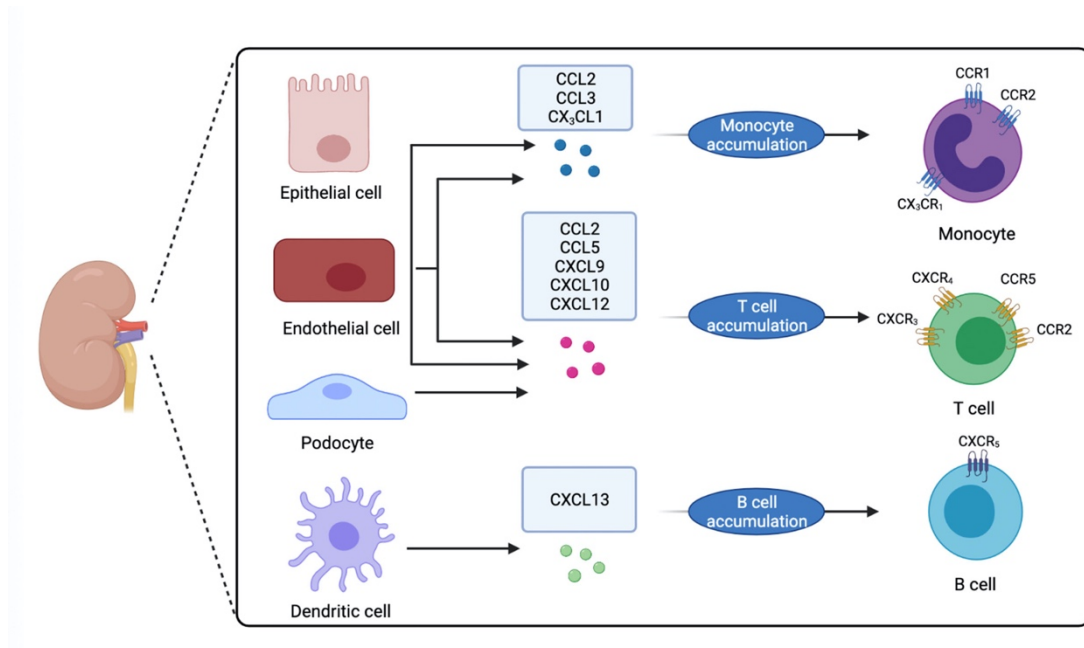 Epithelial cell
Endothelial cell
Podocyte
Dendritic cell
CCL2
CCL3
CX₃CL1
CCL2
CCL5
CXCL9
CXCL10
CXCL12
CXCL13
Monocyte
accumulation
T cell
accumulation
B cell
accumulation
CCR1
CCR2
CX₃CR₁
Monocyte
CXCR₄
CCR5
CXCR₃
CCR2
T cell
CXCR₅
B cell